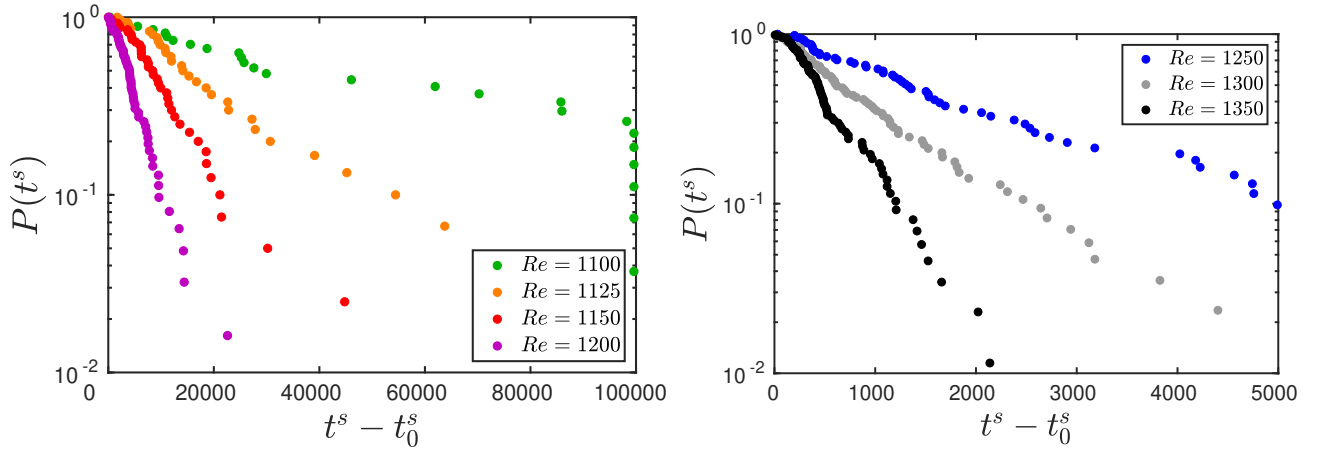 10^0
10^-1
10^-2
P(t^s)
0 20000 40000 60000 80000 100000
t^s − t_0^s
Re = 1100
Re = 1125
Re = 1150
Re = 1200
10^0
10^-1
10^-2
P(t^s)
0 1000 2000 3000 4000 5000
t^s − t_0^s
Re = 1250
Re = 1300
Re = 1350